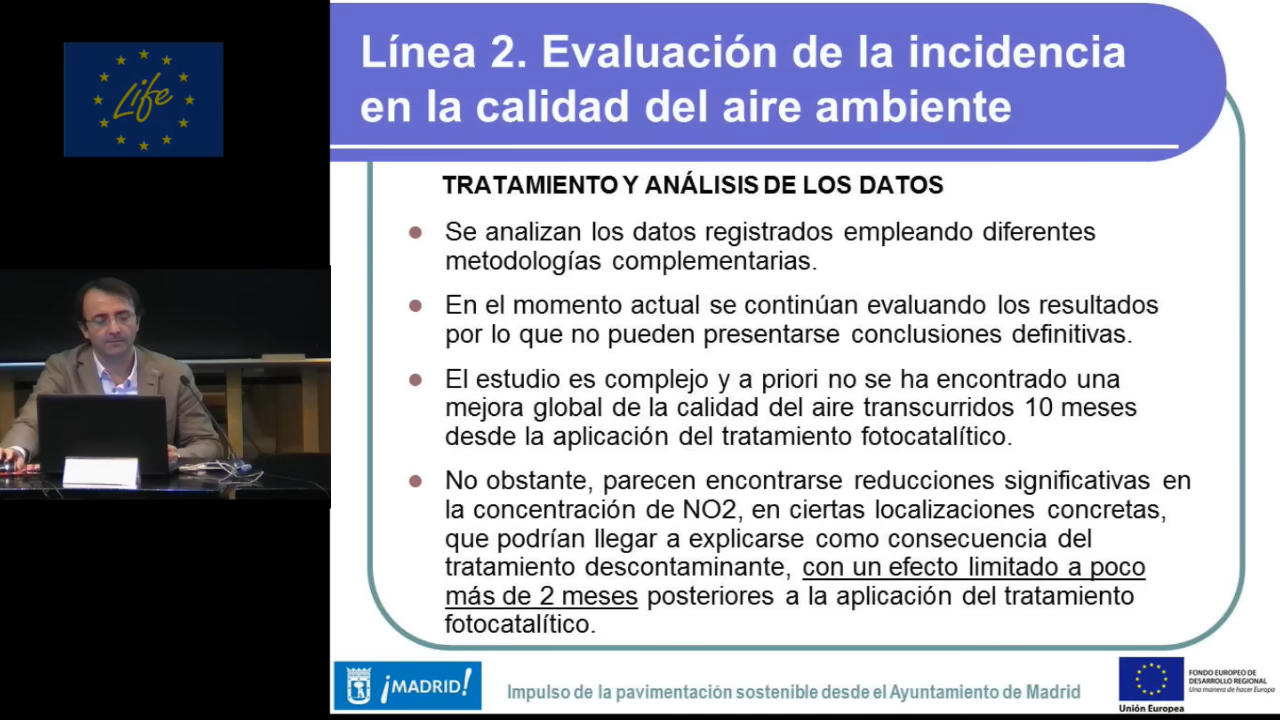 Life
Línea 2. Evaluación de la incidencia
en la calidad del aire ambiente
TRATAMIENTO Y ANÁLISIS DE LOS DATOS
Se analizan los datos registrados empleando diferentes
metodologías complementarias.
En el momento actual se continúan evaluando los resultados
por lo que no pueden presentarse conclusiones definitivas.
El estudio es complejo y a priori no se ha encontrado una
mejora global de la calidad del aire transcurridos 10 meses
desde la aplicación del tratamiento fotocatalítico.
No obstante, parecen encontrarse reducciones significativas en
la concentración de NO2, en ciertas localizaciones concretas,
que podrían llegar a explicarse como consecuencia del
tratamiento descontaminante, con un efecto limitado a poco
más de 2 meses posteriores a la aplicación del tratamiento
fotocatalítico.
¡MADRID!
Impulso de la pavimentación sostenible desde el Ayuntamiento de Madrid
FONDO EUROPEO DE
DESARROLLO REGIONAL
Una manera de hacer Europa
Unión Europea